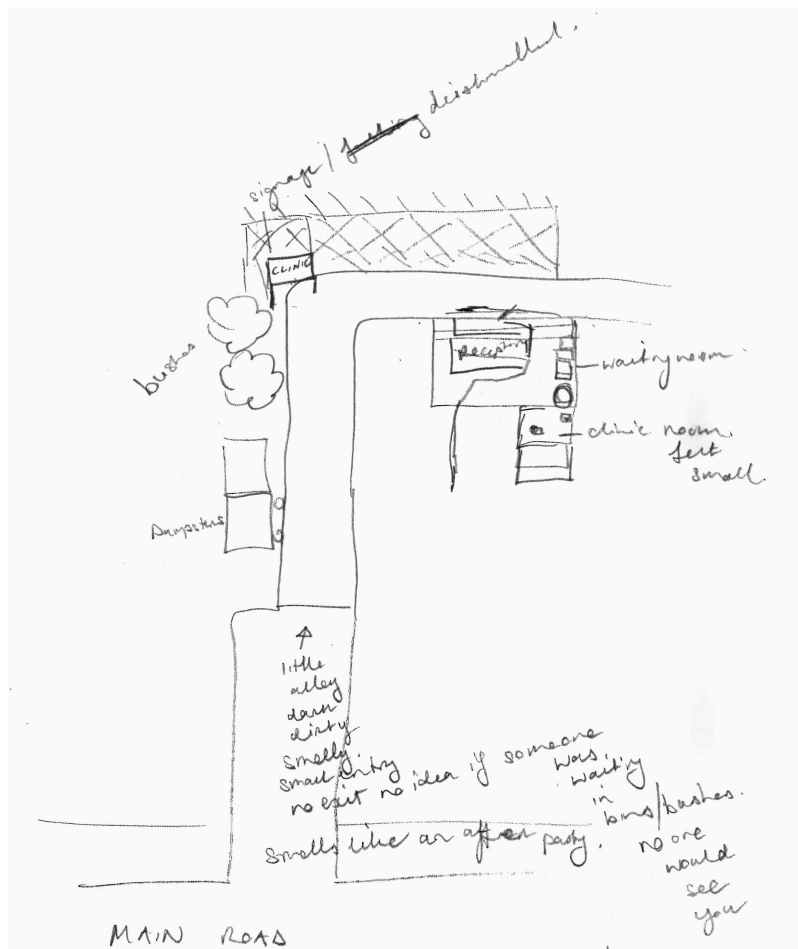 signage / dishmelled.
CLINIC
bushes
Reception
waiting room.
clinic room.
felt
small.
Dumpsters
little
alley
dark
dirty
smelly.
small entry
no exit no idea if someone
was
waiting
in
bins/bushes.
no one
would
see
you
Smells like an after party.
MAIN ROAD